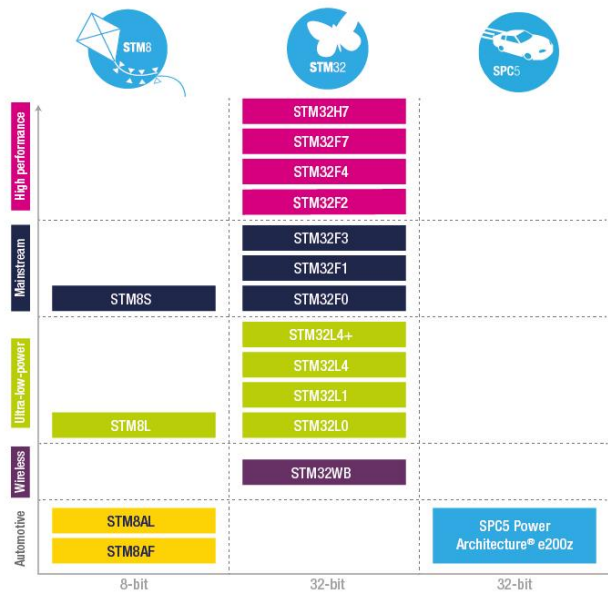 STM8
STM32
SPC5
High performance
STM32H7
STM32F7
STM32F4
STM32F2
Mainstream
STM32F3
STM32F1
STM8S
STM32F0
Ultra-low-power
STM32L4+
STM32L4
STM32L1
STM8L
STM32L0
Wireless
STM32WB
Automotive
STM8AL
STM8AF
SPC5 Power
Architecture® e200z
8-bit
32-bit
32-bit